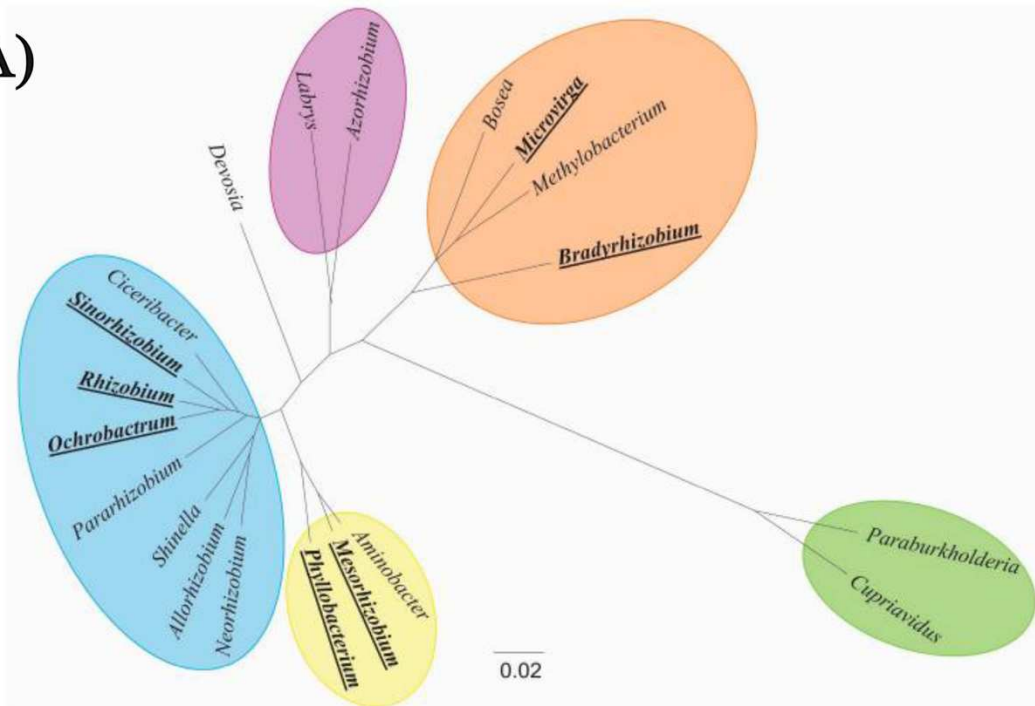 A)
Labrys
Azorhizobium
Bosea
Microvirga
Methylobacterium
Bradyrhizobium
Devosia
Ciceribacter
Sinorhizobium
Rhizobium
Ochrobactrum
Pararhizobium
Shinella
Allorhizobium
Neorhizobium
Phyllobacterium
Mesorhizobium
Aminobacter
Paraburkholderia
Cupriavidus
0.02